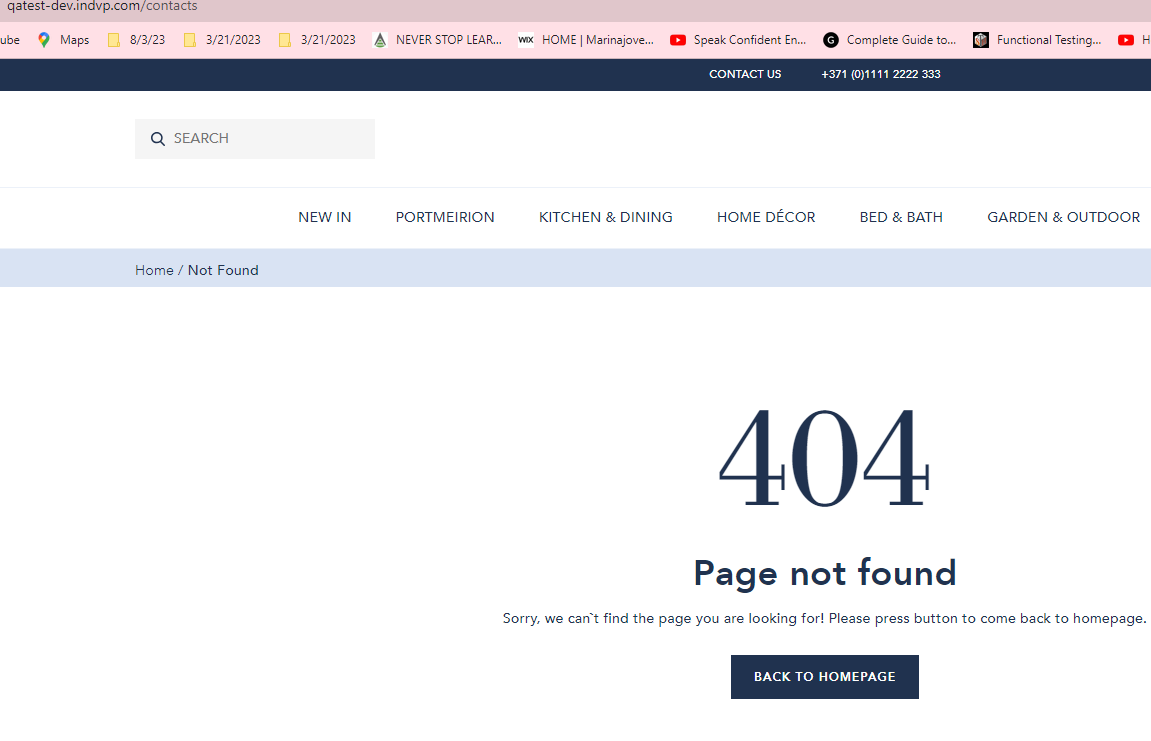 qatest-dev.indvp.com/contacts
ube Maps 8/3/23 3/21/2023 3/21/2023 NEVER STOP LEAR... WIX HOME | Marinajove... Speak Confident En... G Complete Guide to... Functional Testing... H
CONTACT US +371 (0)1111 2222 333
SEARCH
NEW IN PORTMEIRION KITCHEN & DINING HOME DÉCOR BED & BATH GARDEN & OUTDOOR
Home / Not Found
404
Page not found
Sorry, we can`t find the page you are looking for! Please press button to come back to homepage.
BACK TO HOMEPAGE